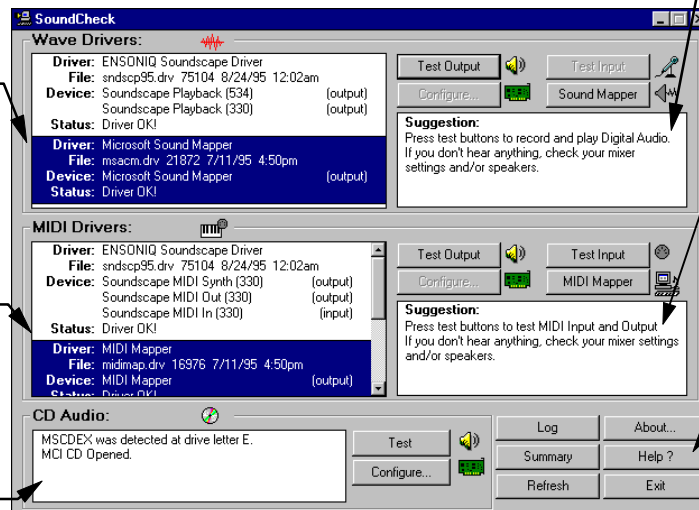 SoundCheck
Wave Drivers:
Driver: ENSONIQ Soundscape Driver
File: sndscp95.drv 75104 8/24/95 12:02am
Device: Soundscape Playback (534) (output)
Soundscape Playback (330) (output)
Status: Driver OK!
Driver: Microsoft Sound Mapper
File: msacm.drv 21872 7/11/95 4:50pm
Device: Microsoft Sound Mapper (output)
Status: Driver OK!
Test Output
Test Input
Configure...
Sound Mapper
Suggestion:
Press test buttons to record and play Digital Audio.
If you don't hear anything, check your mixer
settings and/or speakers.
MIDI Drivers:
Driver: ENSONIQ Soundscape Driver
File: sndscp95.drv 75104 8/24/95 12:02am
Device: Soundscape MIDI Synth (330) (output)
Soundscape MIDI Out (330) (output)
Soundscape MIDI In (330) (input)
Status: Driver OK!
Driver: MIDI Mapper
File: midimap.drv 16976 7/11/95 4:50pm
Device: MIDI Mapper (output)
Status: Driver OK!
Test Output
Test Input
Configure...
MIDI Mapper
Suggestion:
Press test buttons to test MIDI Input and Output
If you don't hear anything, check your mixer settings
and/or speakers.
CD Audio:
MSCDEX was detected at drive letter E.
MCI CD Opened.
Test
Configure...
Log
About...
Summary
Help ?
Refresh
Exit